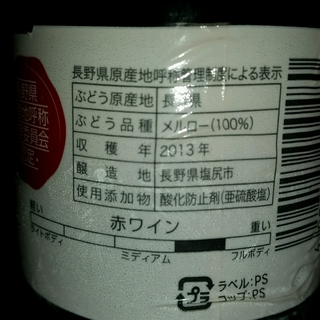 長野県原産地呼称管理制度による表示
ぶどう原産地 長野県
ぶどう品種 メルロー(100%)
収穫年 2013年
醸造地 長野県塩尻市
使用添加物 酸化防止剤(亜硫酸塩)
軽い 赤ワイン 重い
ライトボディ ミディアム フルボディ
プラ
ラベル:PS
コップ:PS